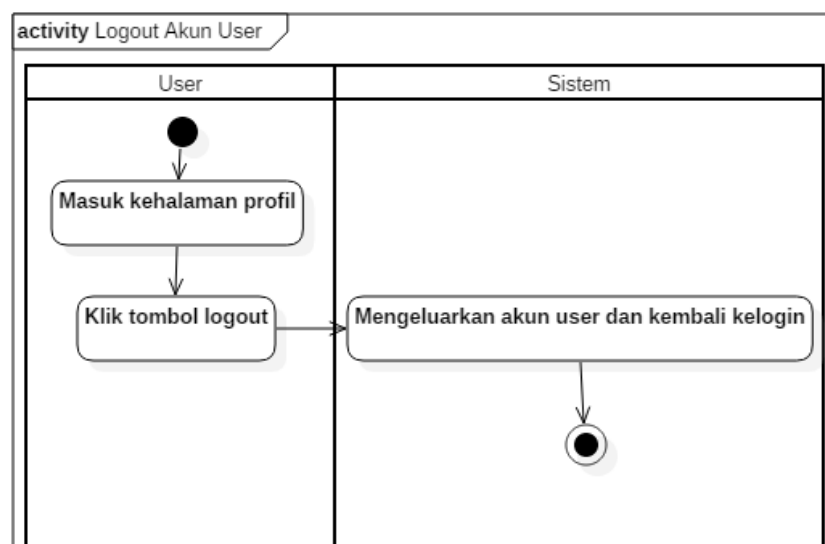 activity Logout Akun User
User
Sistem
Masuk kehalaman profil
Klik tombol logout
Mengeluarkan akun user dan kembali kelogin